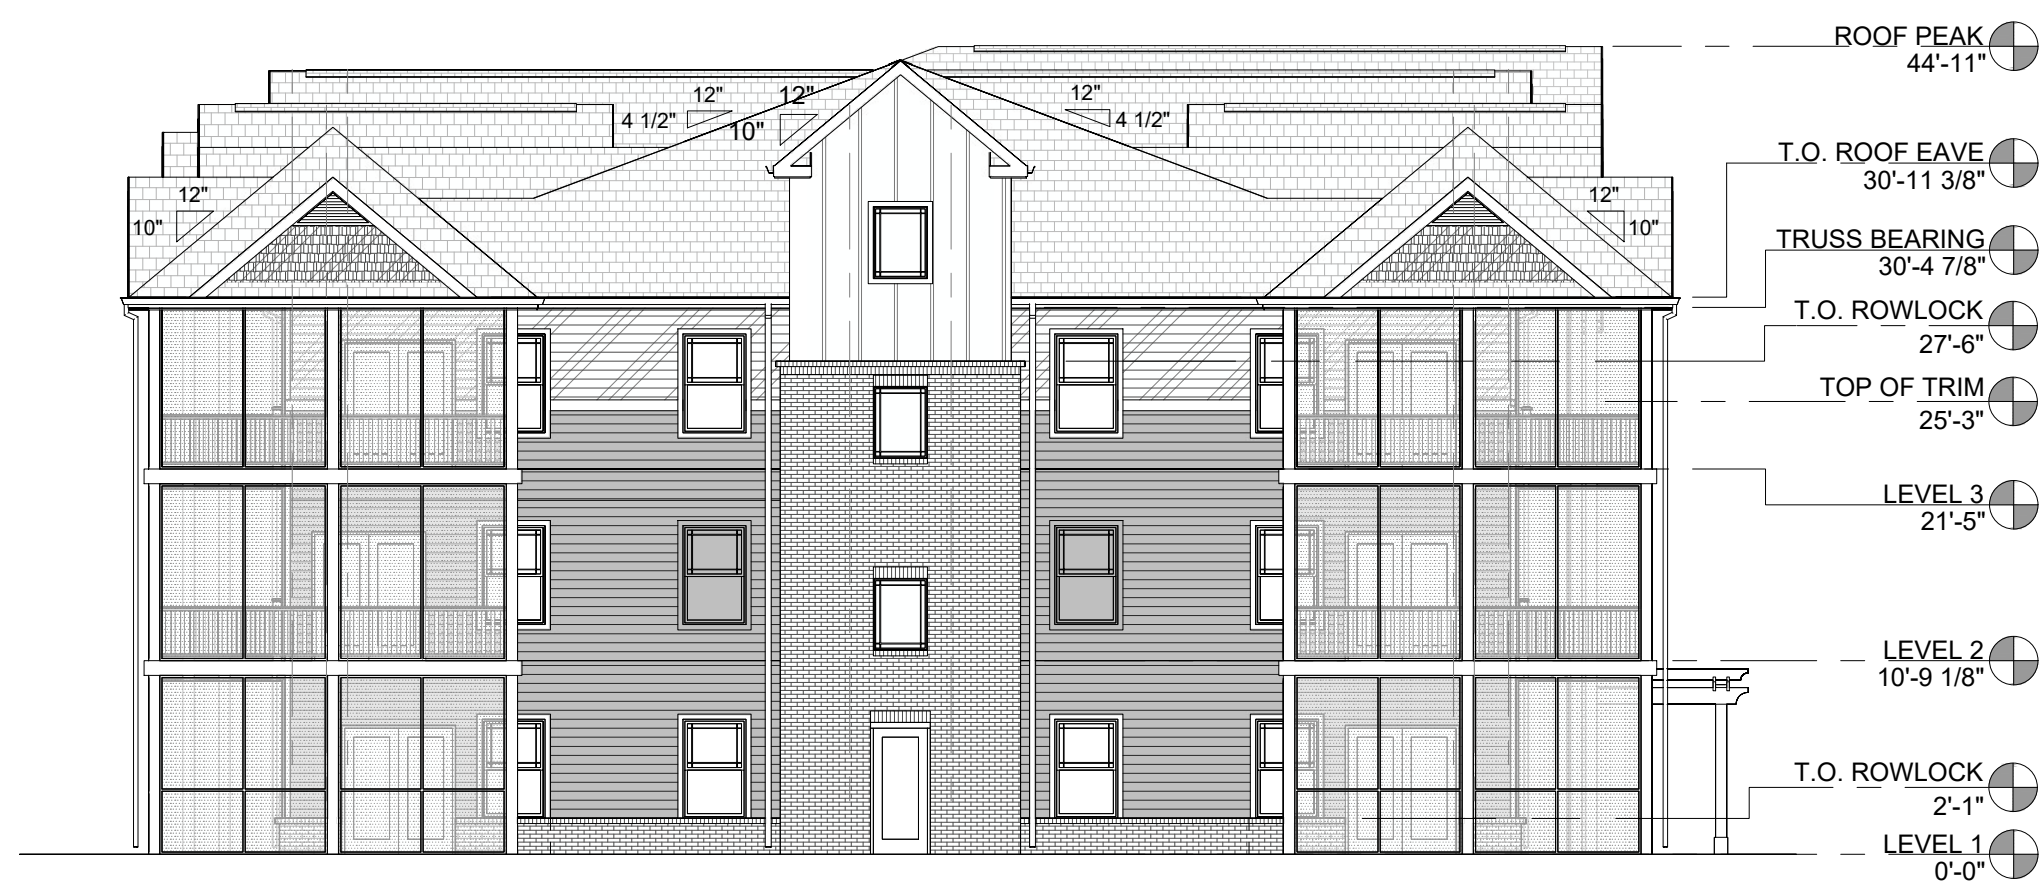 ROOF PEAK
44'-11"
12"
4 1/2"
12"
10"
12"
4 1/2"
T.O. ROOF EAVE
30'-11 3/8"
12"
10"
12"
10"
TRUSS BEARING
30'-4 7/8"
T.O. ROWLOCK
27'-6"
TOP OF TRIM
25'-3"
LEVEL 3
21'-5"
LEVEL 2
10'-9 1/8"
T.O. ROWLOCK
2'-1"
LEVEL 1
0'-0"